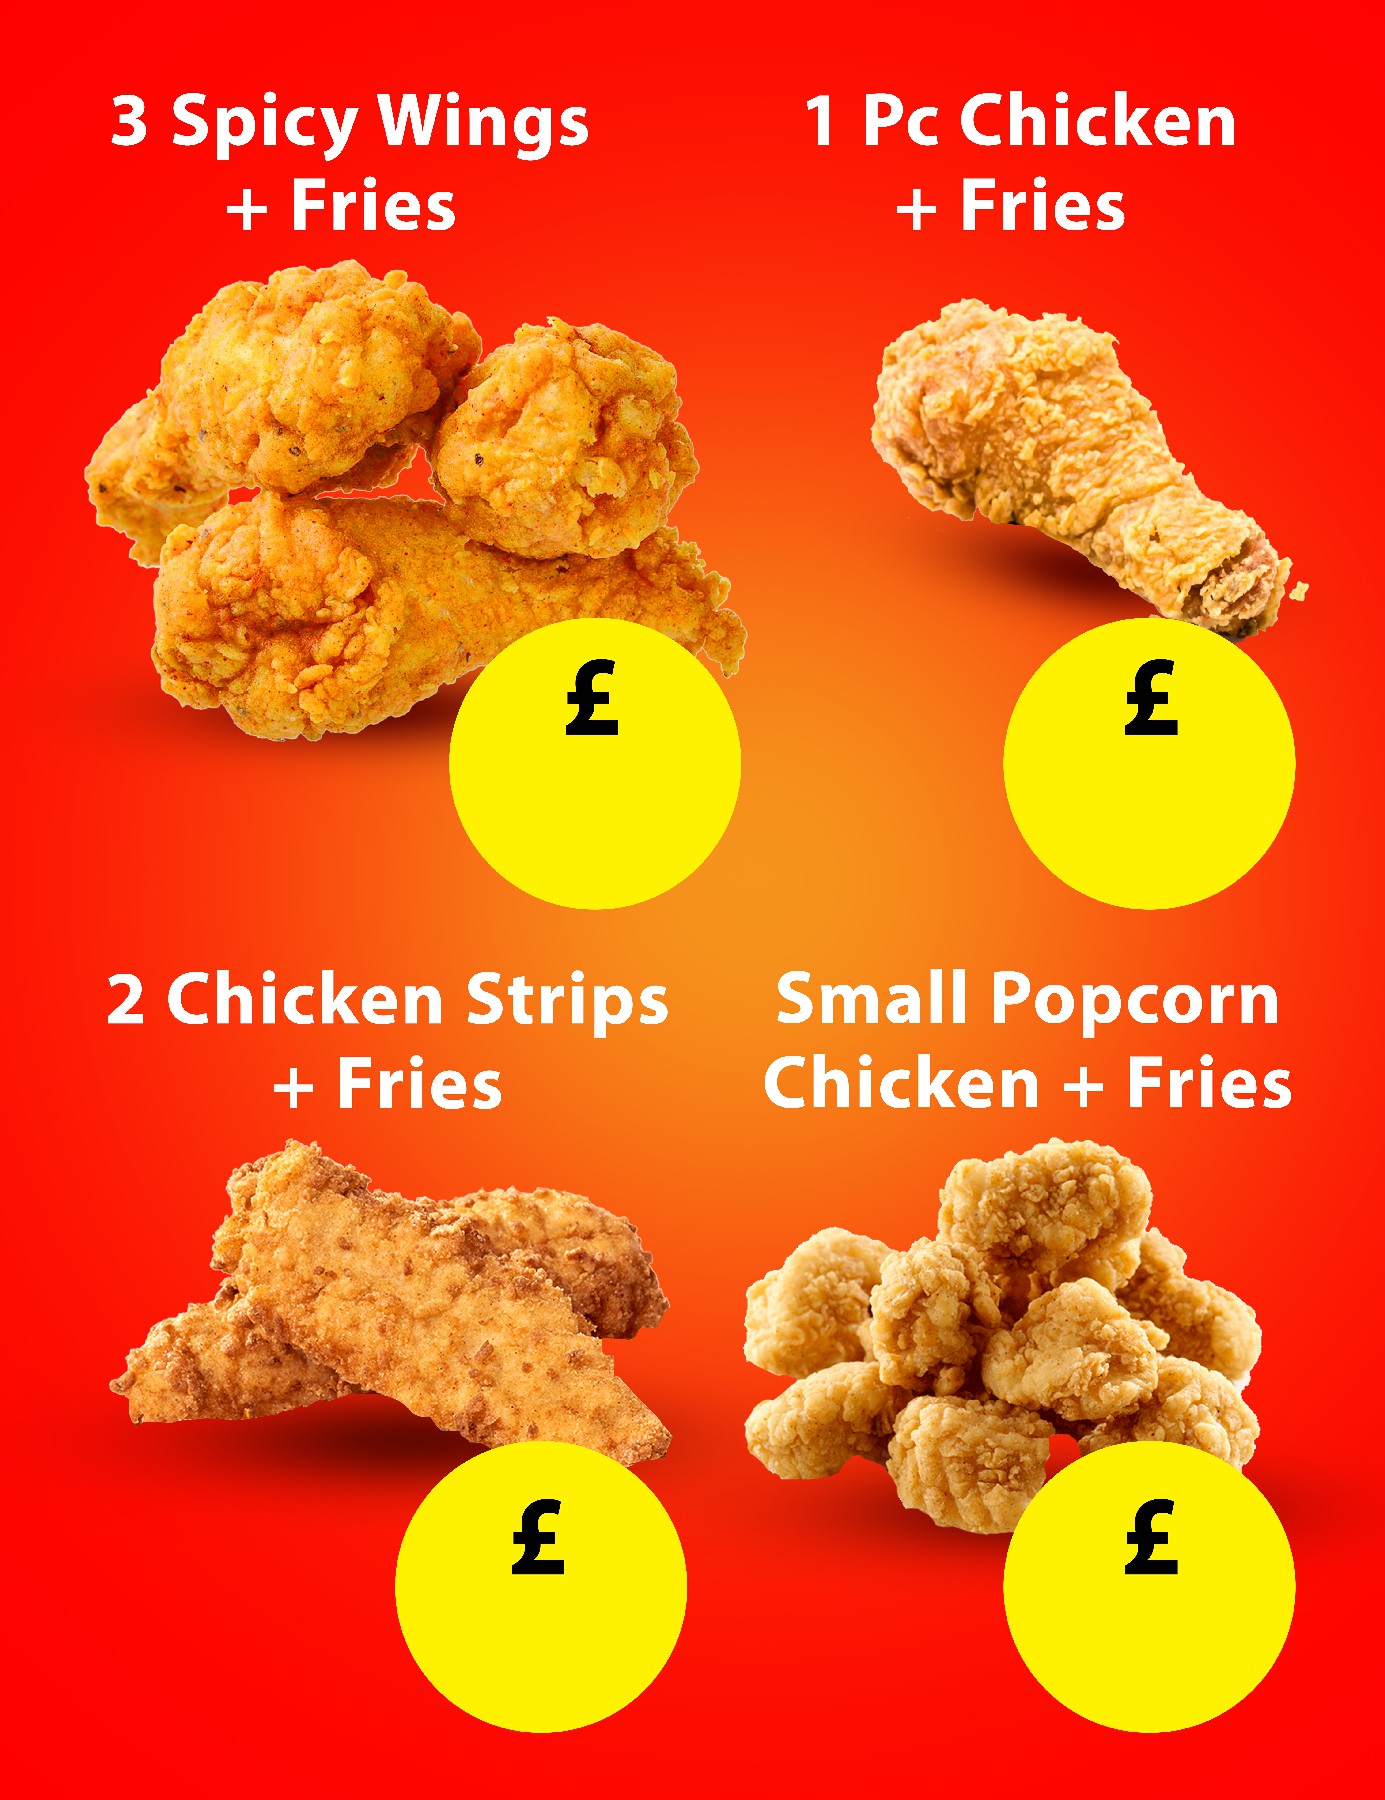 3 Spicy Wings
+ Fries
1 Pc Chicken
+ Fries
£
£
2 Chicken Strips
+ Fries
Small Popcorn
Chicken + Fries
£
£